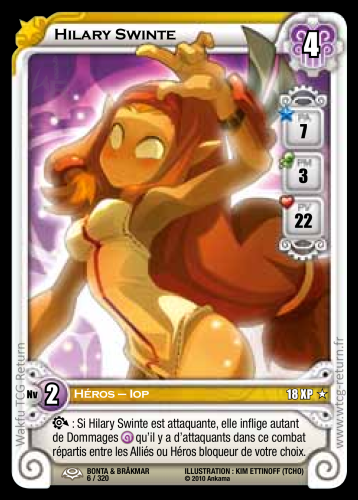 HILARY SWINTE
4
PA
7
PM
3
PV
22
Nv 2 HÉROS – IOP 18 XP
: Si Hilary Swinte est attaquante, elle inflige autant
de Dommages qu'il y a d'attaquants dans ce combat
répartis entre les Alliés ou Héros bloqueur de votre choix.
BONTA & BRÂKMAR
6 / 320
ILLUSTRATION : KIM ETTINOFF (TCHO)
© 2010 Ankama
Wakfu TCG Return
www.wtcg-return.fr